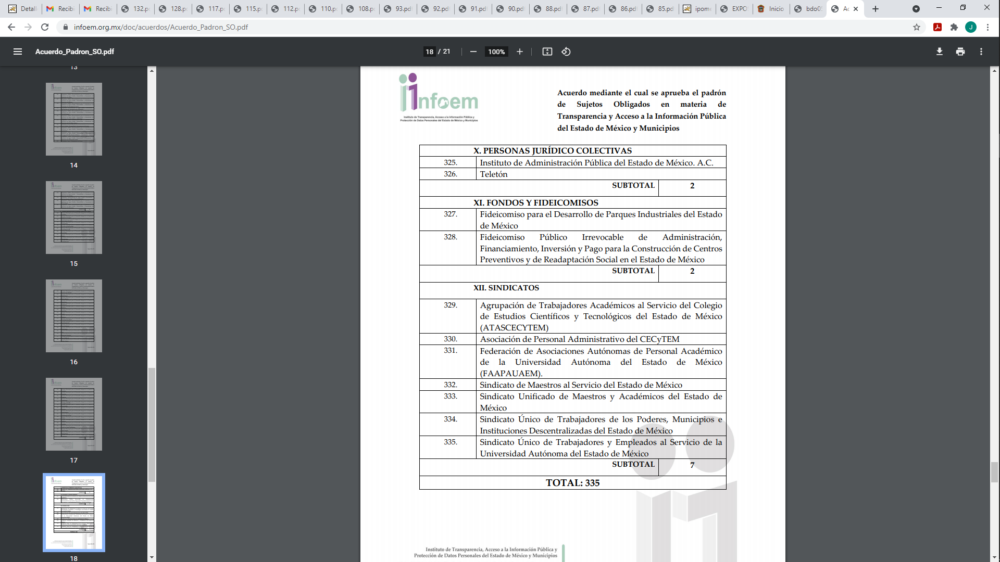 Detall
Recibi
Recibi
132.pd
128.pd
117.pd
115.pd
112.pd
110.pd
108.pd
93.pdf
92.pdf
91.pdf
90.pdf
88.pdf
87.pdf
86.pdf
85.pdf
ipome
EXPO
Inicio
bdo05
Ac
infoem.org.mx/doc/acuerdos/Acuerdo_Padron_SO.pdf
J
Acuerdo_Padron_SO.pdf
18 / 21
100%
13
14
15
16
17
18
infoem
Instituto de Transparencia, Acceso a la Información Pública y
Protección de Datos Personales del Estado de México y Municipios
Acuerdo mediante el cual se aprueba el padrón
de Sujetos Obligados en materia de
Transparencia y Acceso a la Información Pública
del Estado de México y Municipios
X. PERSONAS JURÍDICO COLECTIVAS
325. Instituto de Administración Pública del Estado de México. A.C.
326. Teletón
SUBTOTAL 2
XI. FONDOS Y FIDEICOMISOS
327. Fideicomiso para el Desarrollo de Parques Industriales del Estado
de México
328. Fideicomiso Público Irrevocable de Administración,
Financiamiento, Inversión y Pago para la Construcción de Centros
Preventivos y de Readaptación Social en el Estado de México
SUBTOTAL 2
XII. SINDICATOS
329. Agrupación de Trabajadores Académicos al Servicio del Colegio
de Estudios Científicos y Tecnológicos del Estado de México
(ATASCECYTEM)
330. Asociación de Personal Administrativo del CECyTEM
331. Federación de Asociaciones Autónomas de Personal Académico
de la Universidad Autónoma del Estado de México
(FAAPAUAEM).
332. Sindicato de Maestros al Servicio del Estado de México
333. Sindicato Unificado de Maestros y Académicos del Estado de
México
334. Sindicato Único de Trabajadores de los Poderes, Municipios e
Instituciones Descentralizadas del Estado de México
335. Sindicato Único de Trabajadores y Empleados al Servicio de la
Universidad Autónoma del Estado de México
SUBTOTAL 7
TOTAL: 335
Instituto de Transparencia, Acceso a la Información Pública y
Protección de Datos Personales del Estado de México y Municipios